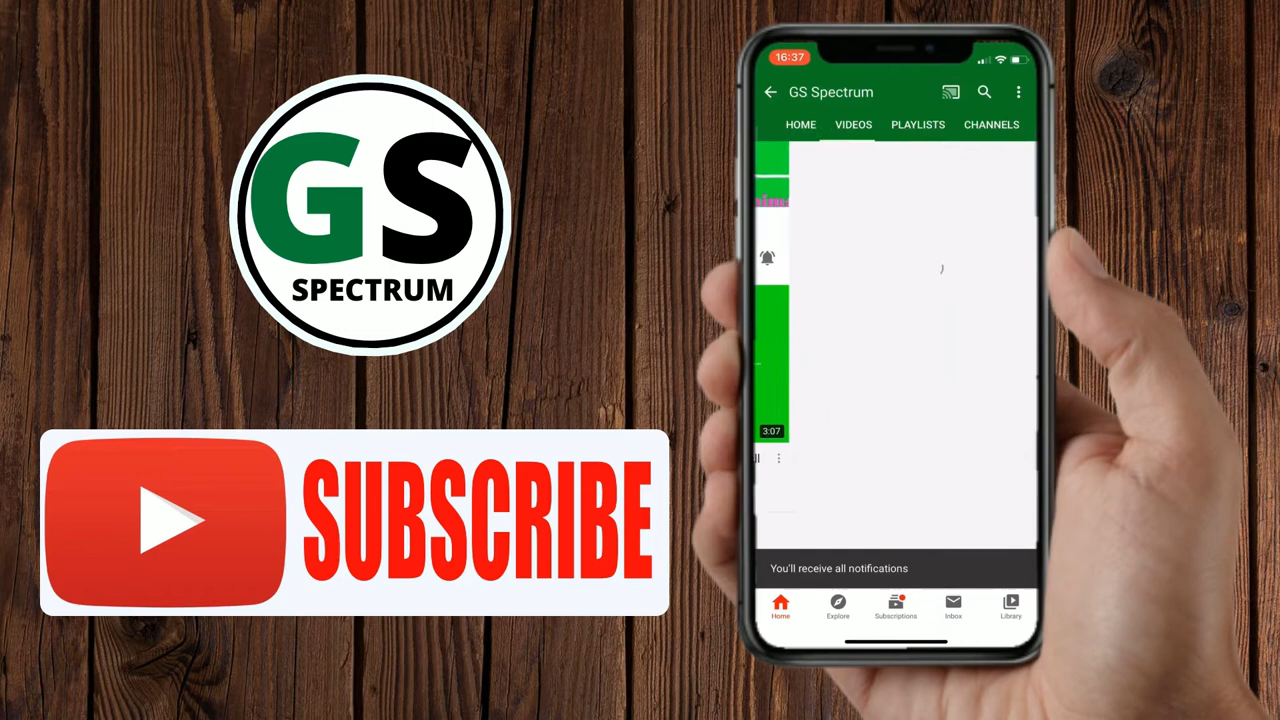 GS
SPECTRUM
SUBSCRIBE
16:37
GS Spectrum
HOME VIDEOS PLAYLISTS CHANNELS
3:07
You'll receive all notifications
Home Explore Subscriptions Inbox Library